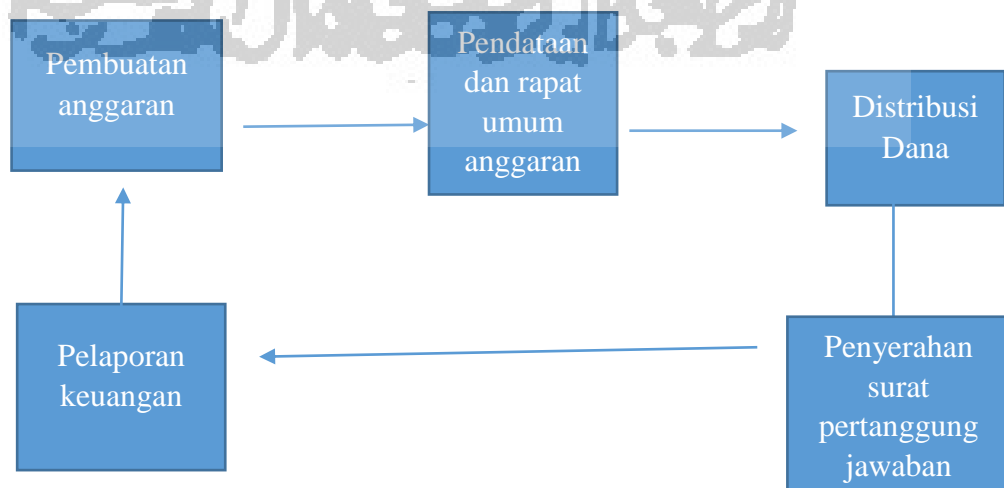 Pembuatan
anggaran
Pendataan
dan rapat
umum
anggaran
Distribusi
Dana
Penyerahan
surat
pertanggung
jawaban
Pelaporan
keuangan